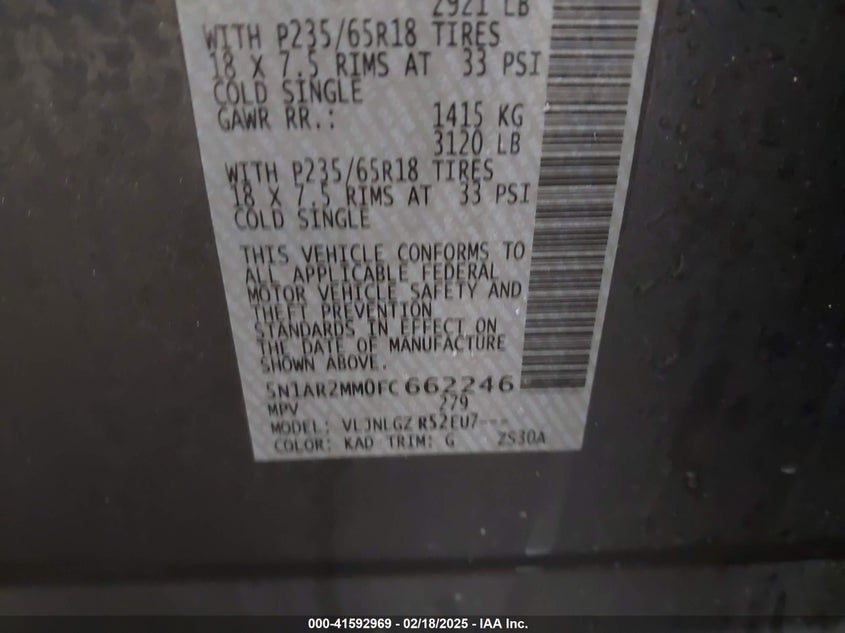 2921 LB
WITH P235/65R18 TIRES
18 X 7.5 RIMS AT 33 PSI
COLD SINGLE
GAWR RR.: 1415 KG
3120 LB
WITH P235/65R18 TIRES
18 X 7.5 RIMS AT 33 PSI
COLD SINGLE
THIS VEHICLE CONFORMS TO
ALL APPLICABLE FEDERAL
MOTOR VEHICLE SAFETY AND
THEFT PREVENTION
STANDARDS IN EFFECT ON
THE DATE OF MANUFACTURE
SHOWN ABOVE.
5N1AR2MM0FC662246
MPV 279
MODEL: VLJNLGZ R52EU7---
COLOR: KAD TRIM: G ZS30A
000-41592969 - 02/18/2025 - IAA Inc.